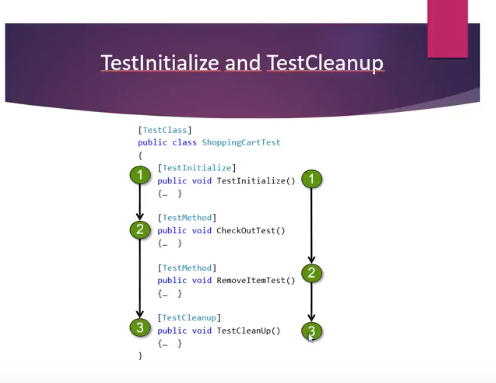 TestInitialize and TestCleanup
[TestClass]
public class ShoppingCartTest
{
1 [TestInitialize]
public void TestInitialize() 1
{… }
[TestMethod]
2 public void CheckOutTest()
{… }
[TestMethod]
public void RemoveItemTest() 2
{… }
[TestCleanup]
3 public void TestCleanUp() 3
{… }
}